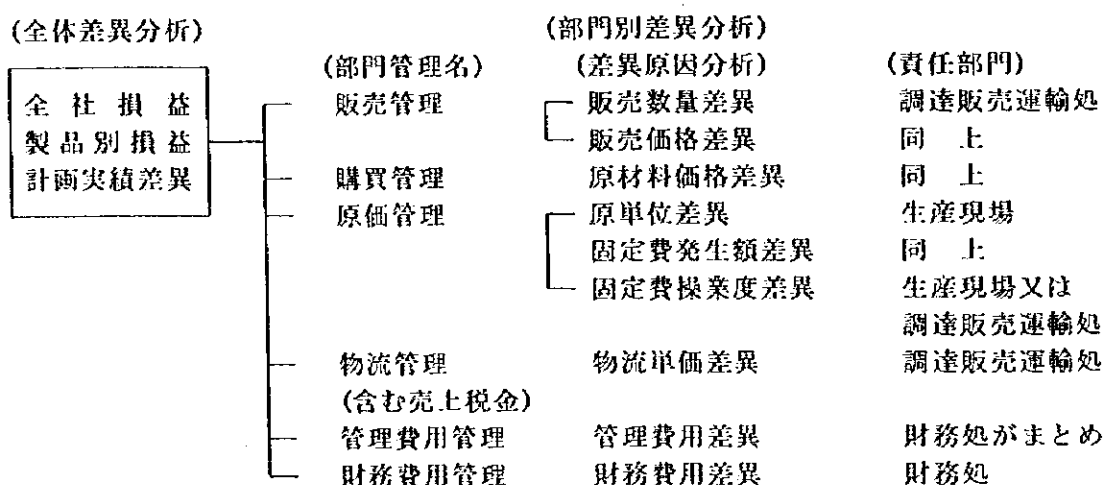 (全体差異分析)
(部門別差異分析)
(部門管理名) (差異原因分析) (責任部門)
全社損益
製品別損益
計画実績差異
販売管理 販売数量差異 調達販売運輸処
販売価格差異 同上
購買管理 原材料価格差異 同上
原価管理 原単位差異 生産現場
固定費発生額差異 同上
固定費操業度差異 生産現場又は
調達販売運輸処
物流管理 物流単価差異 調達販売運輸処
(含む売上税金)
管理費用管理 管理費用差異 財務処がまとめ
財務費用管理 財務費用差異 財務処